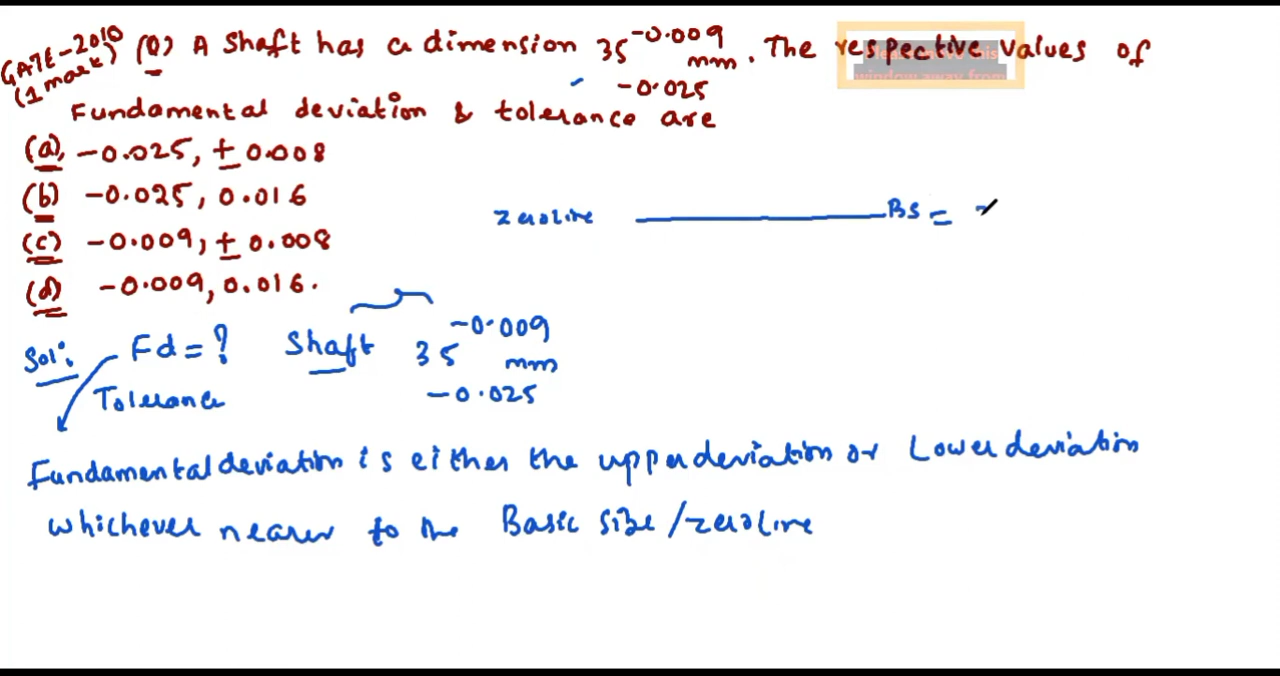 GATE-2010 (Q) A shaft has a dimension 35 -0.009 mm. The respective values of
(1 mark) -0.025
Fundamental deviation & tolerance are
(a), -0.025, ± 0.008
(b) -0.025, 0.016
(c) -0.009, ± 0.008
(d) -0.009, 0.016.
zeroline BS =
Sol: Fd = ? Shaft 35 -0.009 mm
Tolerance -0.025
Fundamental deviation is either the upper deviation or Lower deviation
whichever nearer to the Basic size/zeroline